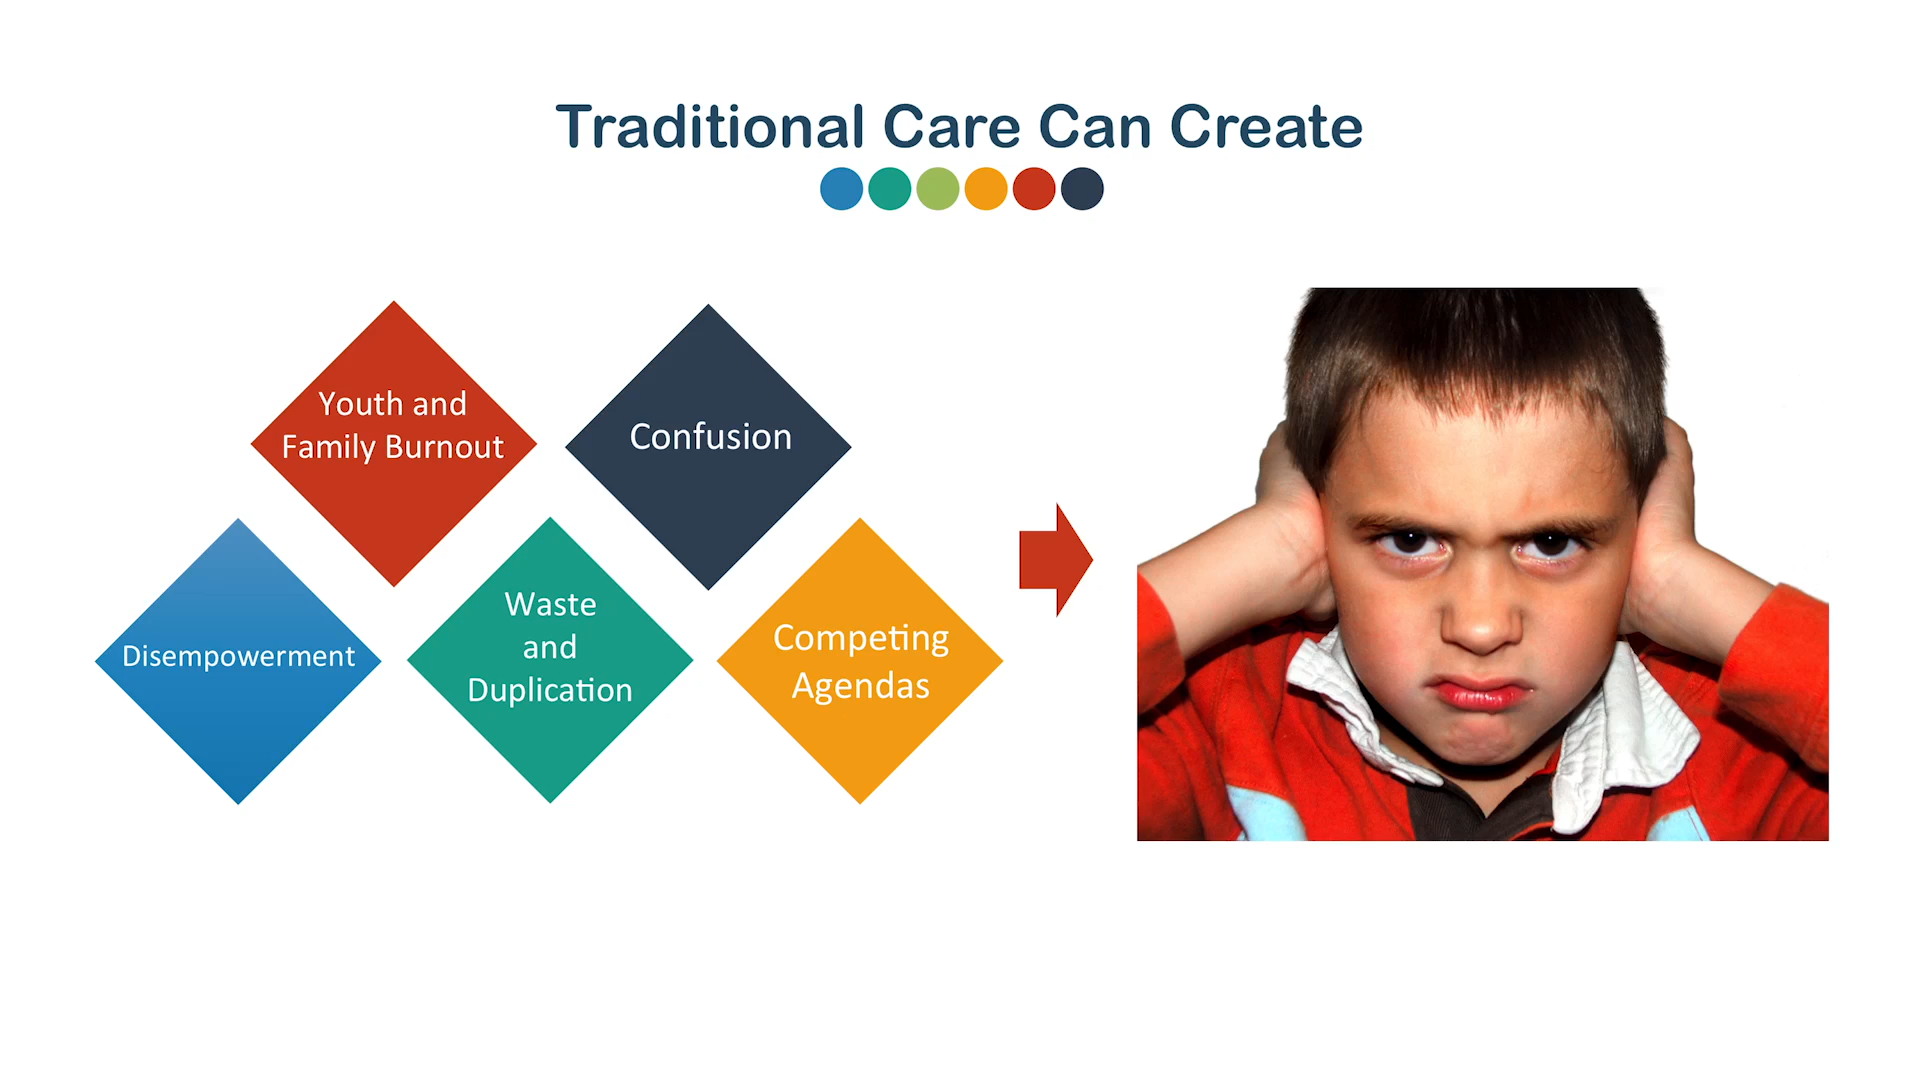 Traditional Care Can Create
Youth and
Family Burnout
Confusion
Disempowerment
Waste
and
Duplication
Competing
Agendas